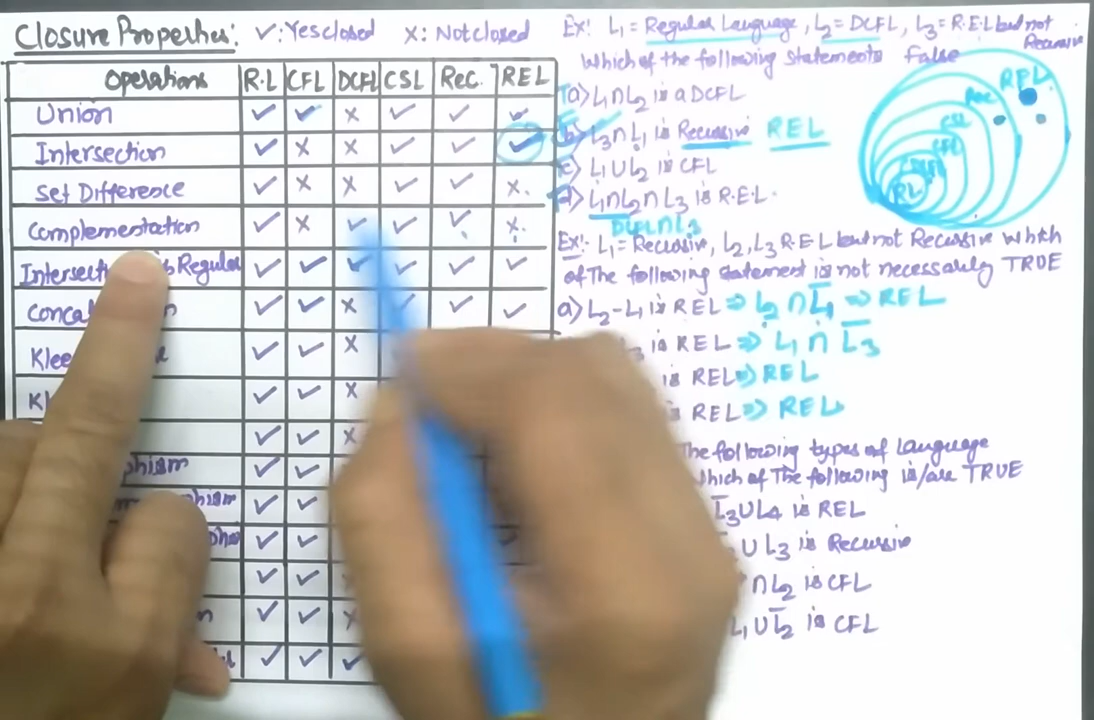 Closure Properties: ✓: Yes closed x: Not closed
Operations R.L CFL DCFL CSL Rec. REL
Union ✓ ✓ x ✓ ✓ ✓
Intersection ✓ x x ✓ ✓ ✓
Set Difference ✓ x x ✓ ✓ x.
Complementation ✓ x ✓ ✓ ✓ x
Regular ✓ ✓ ✓ ✓ ✓ ✓
✓ ✓ x ✓ ✓ ✓
✓ ✓ x
✓ ✓ x
✓ ✓ x
phism ✓ ✓
phism ✓ ✓
✓ ✓
✓ ✓
✓ ✓ x
✓ ✓ ✓
Ex: L1 = Regular Language, L2 = DCFL, L3 = R.E.L but not Recursive
Which of the following statements False
a) L1∩L2 is a DCFL
b) L3∩L1 is Recursive REL
c) L1∪L2 is CFL
d) L1∩L2∩L3 is R.E.L.
DCFL∩L3
REL
Rec
CSL
CFL
RL
Ex:- L1 = Recursive, L2, L3 R.E.L but not Recursive Which
of The following statement is not necessarily TRUE
a) L2-L1 is REL ⇒ L2 ∩ L̅1 ⇒ REL
is REL ⇒ L1 ∩ L̅3
is REL ⇒ REL
is REL ⇒ REL
The following types of Language
Which of The following is/are TRUE
L̅3∪L4 is REL
∪ L3 is Recursive
∩L2 is CFL
L1∪L̅2 is CFL